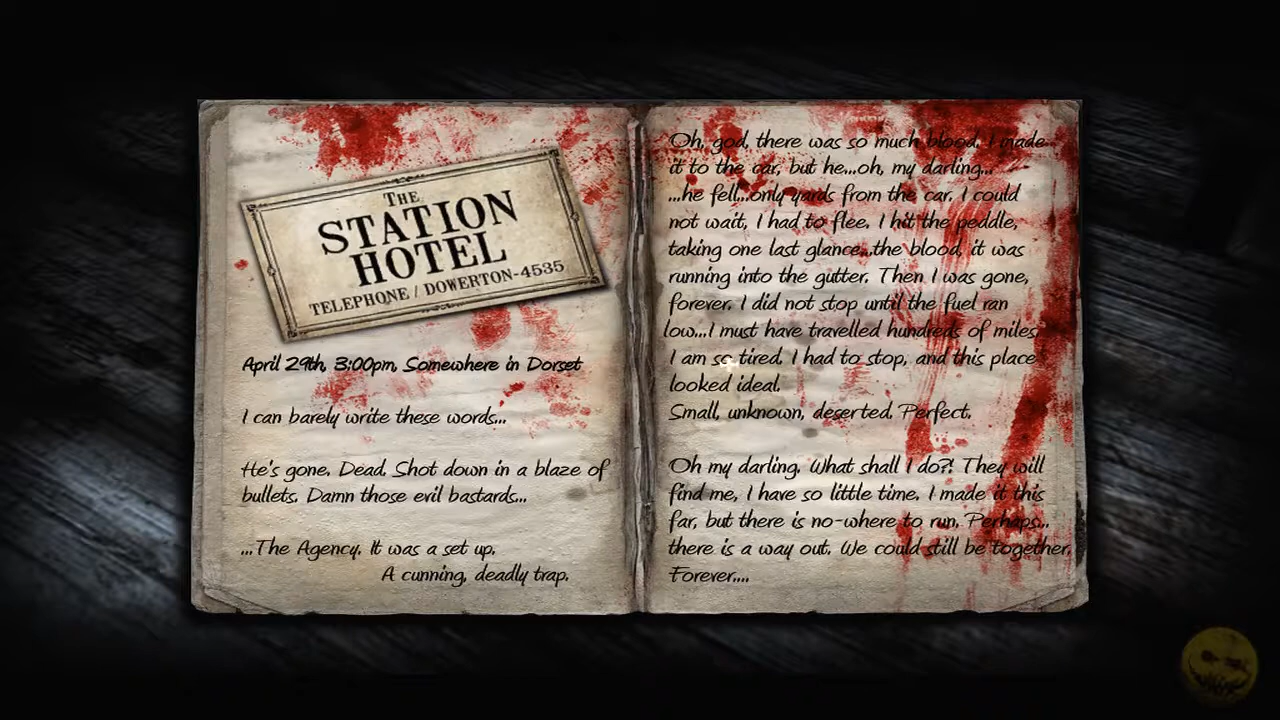 THE
STATION
HOTEL
TELEPHONE / DOWERTON-4535
April 29th, 3:00pm, Somewhere in Dorset
I can barely write these words...
He's gone. Dead. Shot down in a blaze of
bullets. Damn those evil bastards...
...The Agency. It was a set up.
A cunning, deadly trap.
Oh, god, there was so much blood. I made
it to the car, but he...oh, my darling...
...he fell...only yards from the car. I could
not wait, I had to flee. I hit the peddle,
taking one last glance...the blood, it was
running into the gutter. Then I was gone,
forever. I did not stop until the fuel ran
low...I must have travelled hundreds of miles.
I am so tired. I had to stop, and this place
looked ideal.
Small, unknown, deserted. Perfect.
Oh my darling. What shall I do?! They will
find me, I have so little time. I made it this
far, but there is no-where to run. Perhaps...
there is a way out. We could still be together.
Forever....